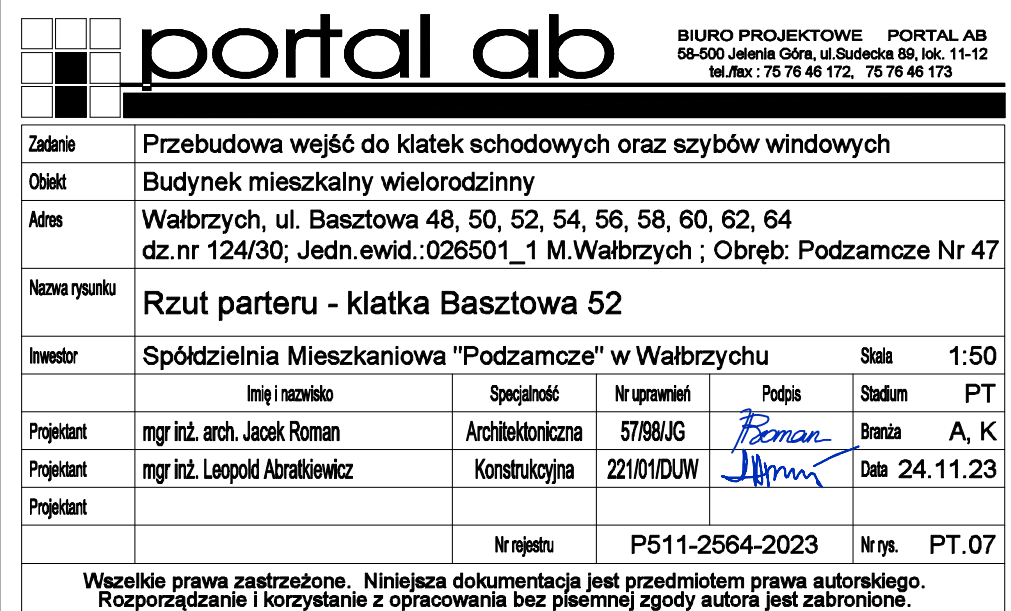 portal ab
BIURO PROJEKTOWE PORTAL AB
58-500 Jelenia Góra, ul.Sudecka 89, lok. 11-12
tel./fax : 75 76 46 172, 75 76 46 173
Zadanie Przebudowa wejść do klatek schodowych oraz szybów windowych
Obiekt Budynek mieszkalny wielorodzinny
Adres Wałbrzych, ul. Basztowa 48, 50, 52, 54, 56, 58, 60, 62, 64
dz.nr 124/30; Jedn.ewid.:026501_1 M.Wałbrzych ; Obręb: Podzamcze Nr 47
Nazwa rysunku Rzut parteru - klatka Basztowa 52
Inwestor Spółdzielnia Mieszkaniowa "Podzamcze" w Wałbrzychu Skala 1:50
Imię i nazwisko Specjalność Nr uprawnień Podpis Stadium PT
Projektant mgr inż. arch. Jacek Roman Architektoniczna 57/98/JG JRoman Branża A, K
Projektant mgr inż. Leopold Abratkiewicz Konstrukcyjna 221/01/DUW Data 24.11.23
Projektant
Nr rejestru P511-2564-2023 Nr rys. PT.07
Wszelkie prawa zastrzeżone. Niniejsza dokumentacja jest przedmiotem prawa autorskiego.
Rozporządzanie i korzystanie z opracowania bez pisemnej zgody autora jest zabronione.